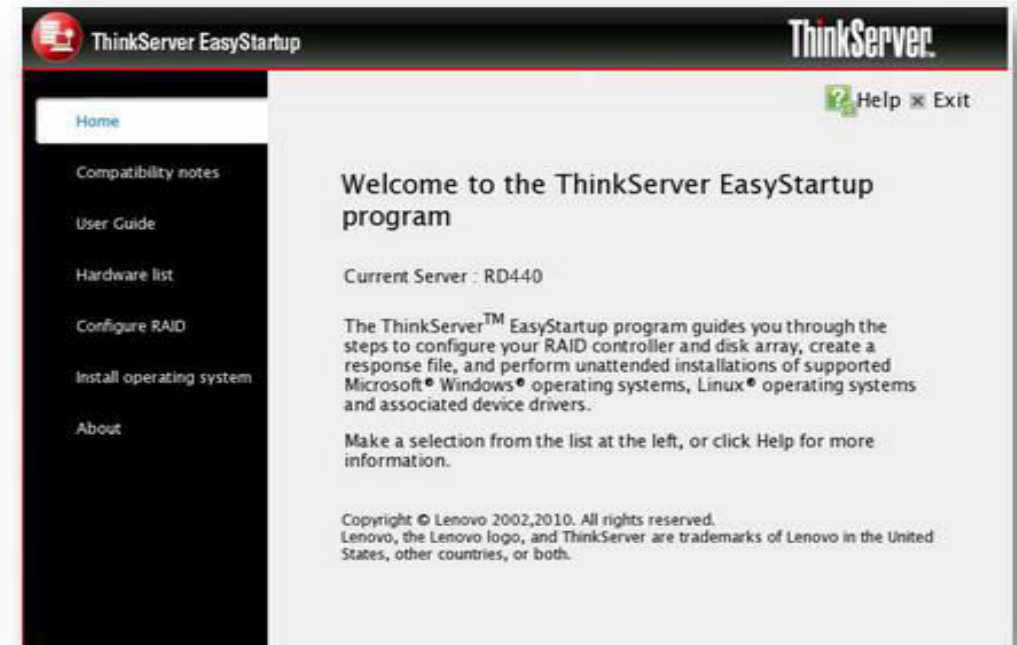 ThinkServer EasyStartup
ThinkServer™
Help Exit
Home
Compatibility notes
User Guide
Hardware list
Configure RAID
Install operating system
About
Welcome to the ThinkServer EasyStartup
program
Current Server : RD440
The ThinkServer™ EasyStartup program guides you through the
steps to configure your RAID controller and disk array, create a
response file, and perform unattended installations of supported
Microsoft® Windows® operating systems, Linux® operating systems
and associated device drivers.
Make a selection from the list at the left, or click Help for more
information.
Copyright © Lenovo 2002,2010. All rights reserved.
Lenovo, the Lenovo logo, and ThinkServer are trademarks of Lenovo in the United
States, other countries, or both.